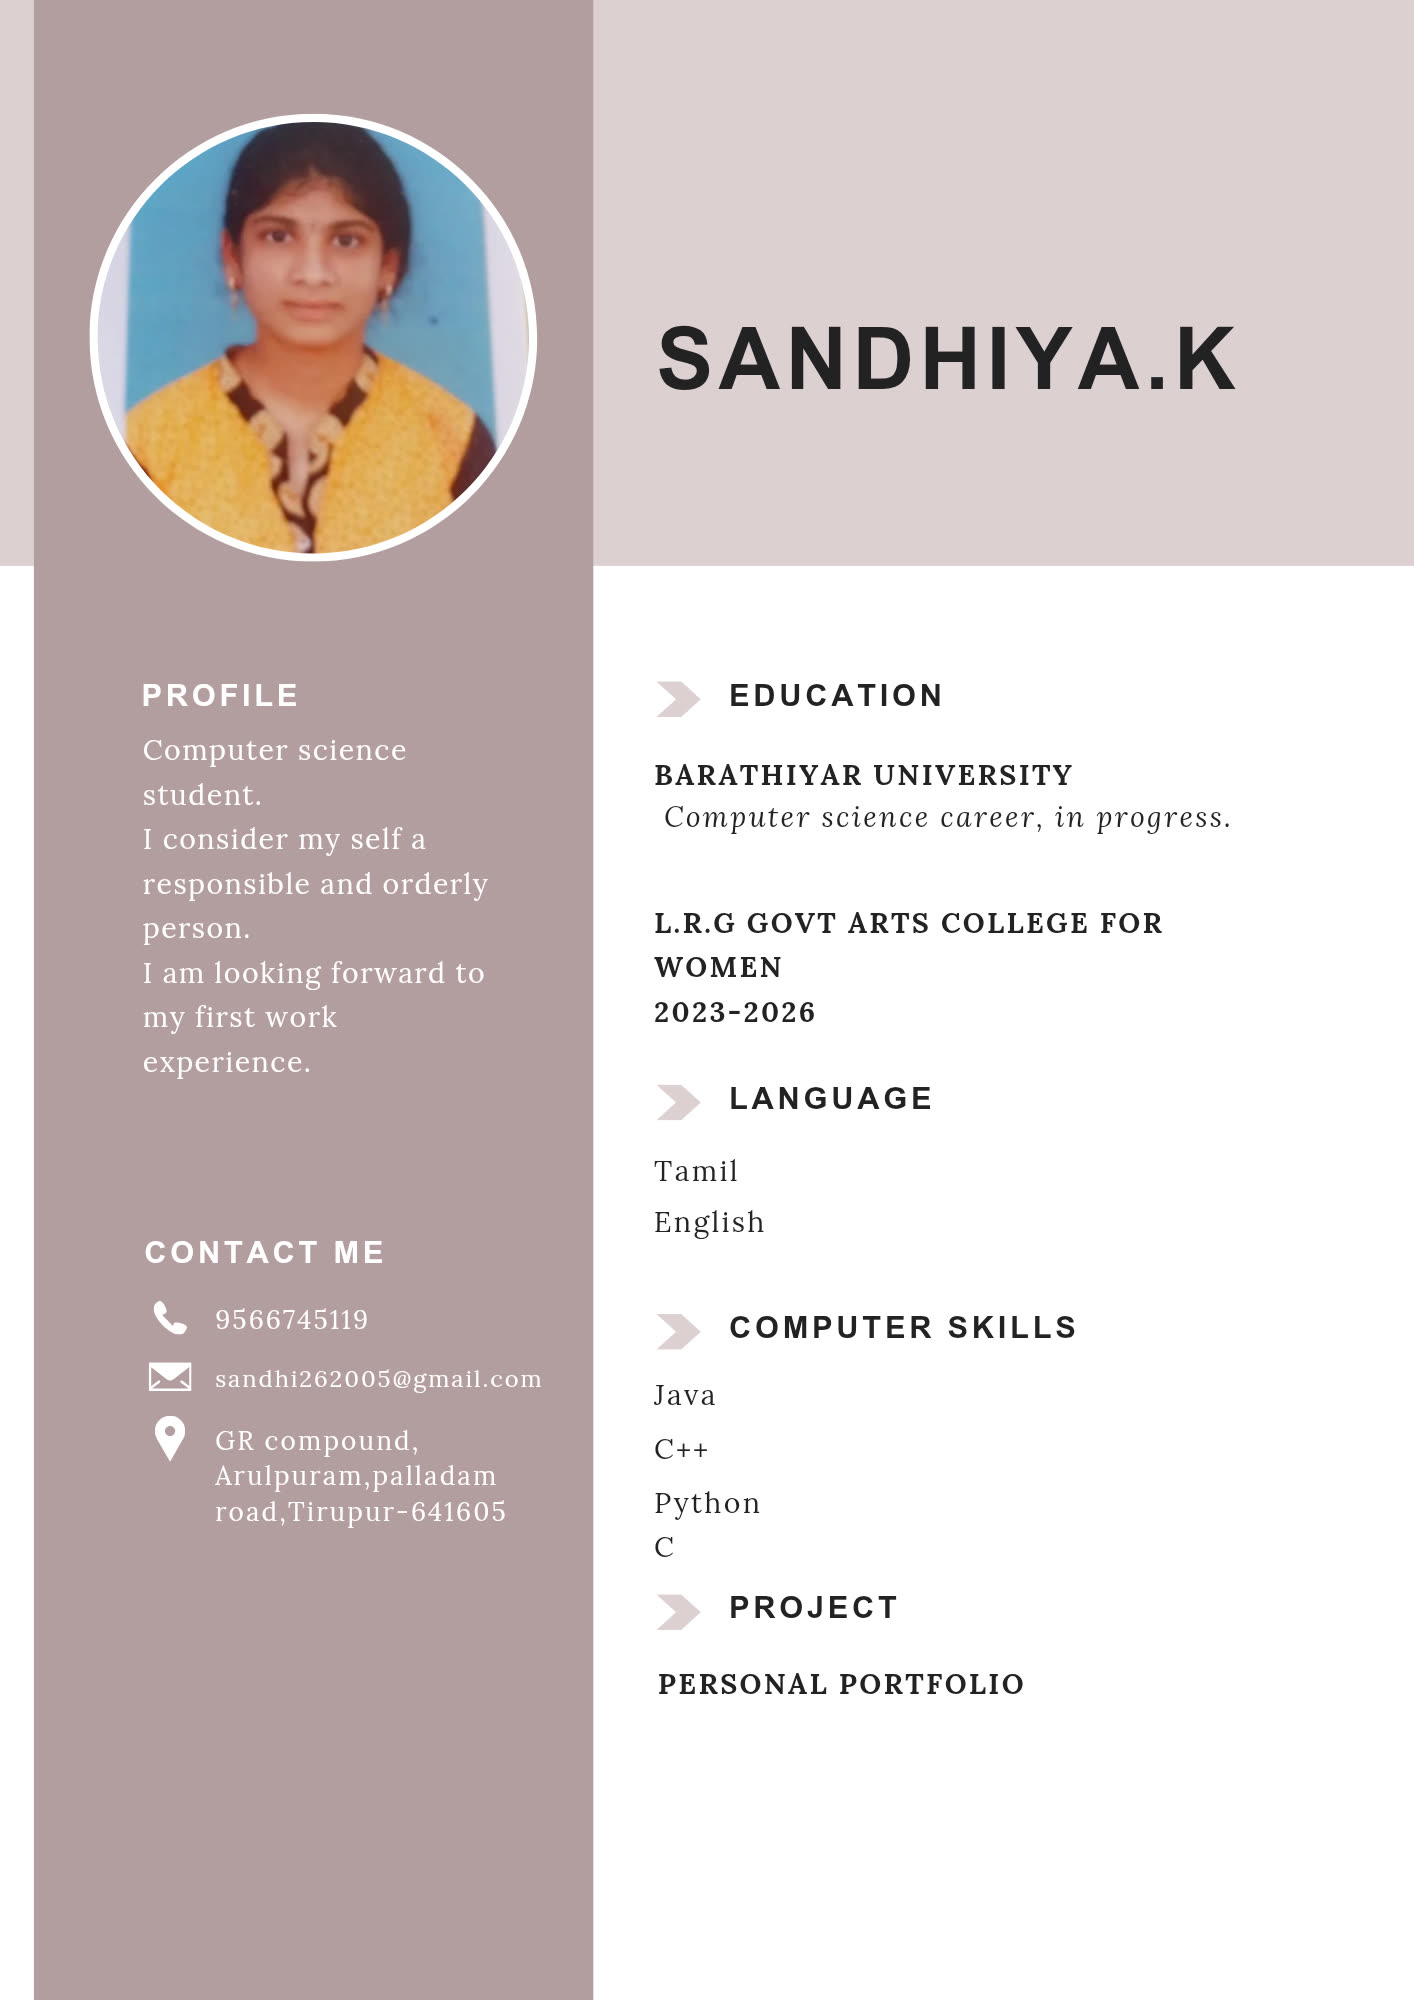 SANDHIYA.K
PROFILE
Computer science
student.
I consider my self a
responsible and orderly
person.
I am looking forward to
my first work
experience.
CONTACT ME
9566745119
sandhi262005@gmail.com
GR compound,
Arulpuram,palladam
road,Tirupur-641605
EDUCATION
BARATHIYAR UNIVERSITY
Computer science career, in progress.
L.R.G GOVT ARTS COLLEGE FOR
WOMEN
2023-2026
LANGUAGE
Tamil
English
COMPUTER SKILLS
Java
C++
Python
C
PROJECT
PERSONAL PORTFOLIO